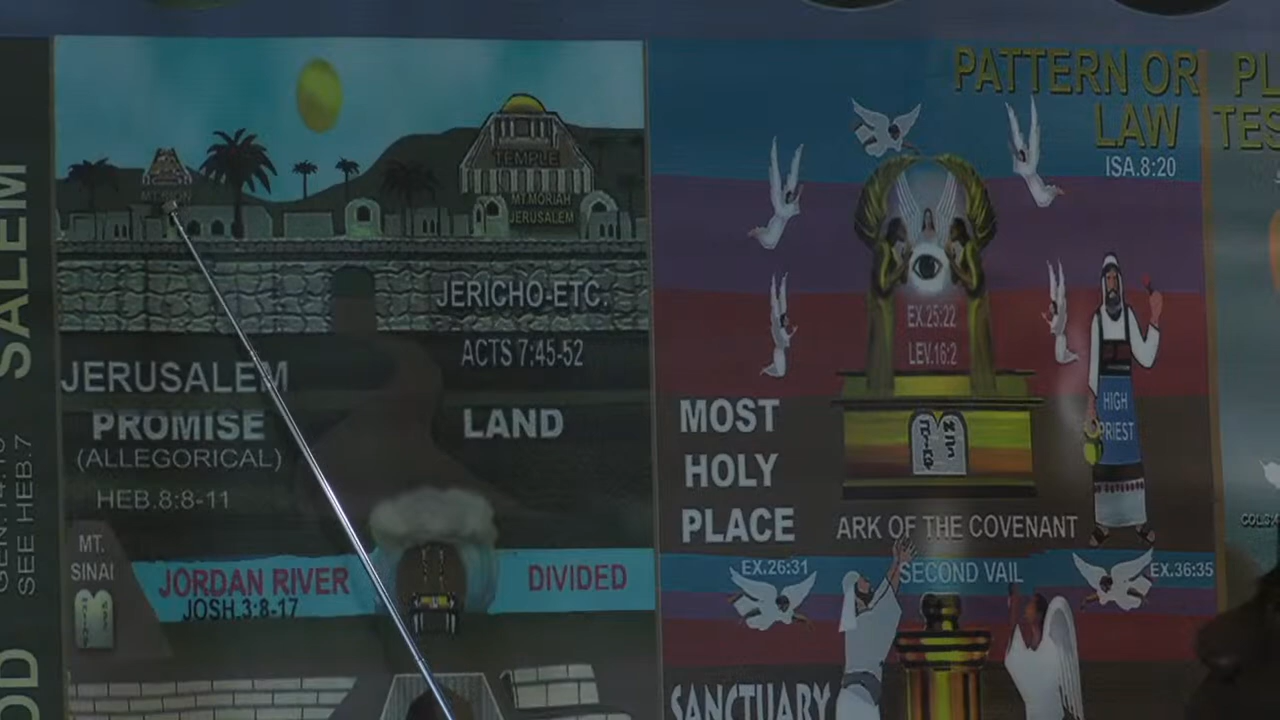 SALEM
SEE HEB.7
TEMPLE
MT.MORIAH
JERUSALEM
JERICHO-ETC.
ACTS 7:45-52
JERUSALEM
PROMISE LAND
(ALLEGORICAL)
HEB.8:8-11
MT.
SINAI
JORDAN RIVER DIVIDED
JOSH.3:8-17
PATTERN OR
LAW
ISA.8:20
EX.25:22
LEV.16:2
HIGH
PRIEST
MOST
HOLY
PLACE
ARK OF THE COVENANT
EX.26:31
SECOND VAIL
EX.36:35
SANCTUARY